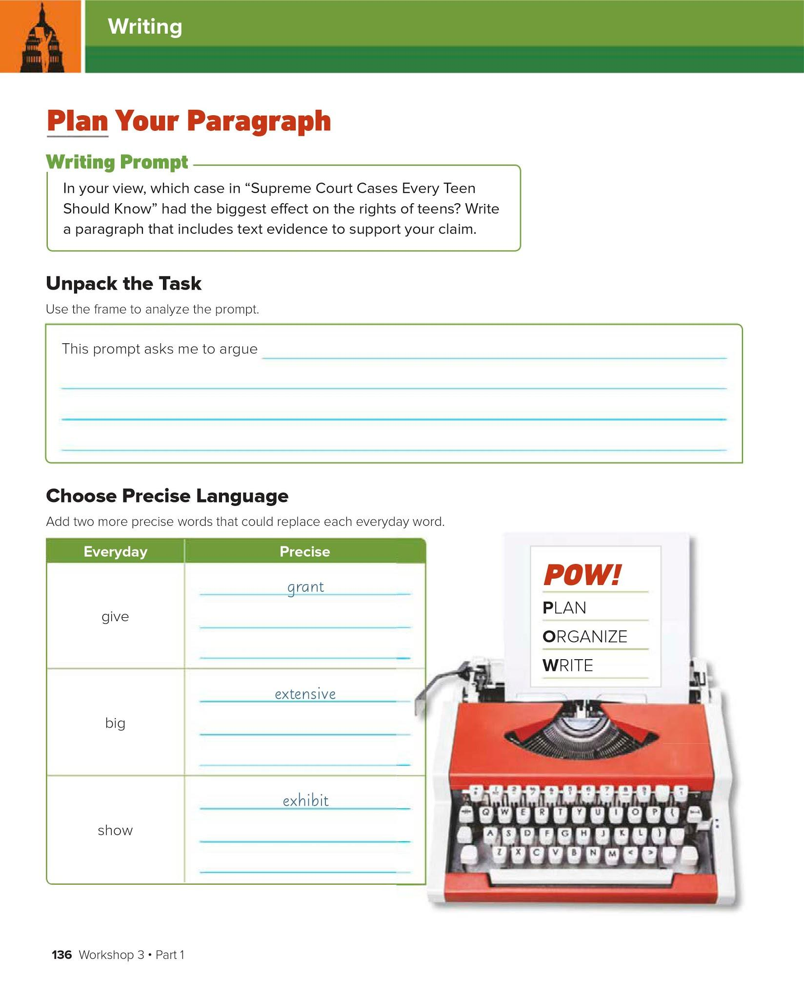 Writing
Plan Your Paragraph
Writing Prompt
In your view, which case in “Supreme Court Cases Every Teen
Should Know” had the biggest effect on the rights of teens? Write
a paragraph that includes text evidence to support your claim.
Unpack the Task
Use the frame to analyze the prompt.
This prompt asks me to argue
Choose Precise Language
Add two more precise words that could replace each everyday word.
Everyday Precise
give
grant
big
extensive
show
exhibit
POW!
PLAN
ORGANIZE
WRITE
Q W E R T Y U I O P
A S D F G H J K L
Z X C V B N M < >
136 Workshop 3 • Part 1